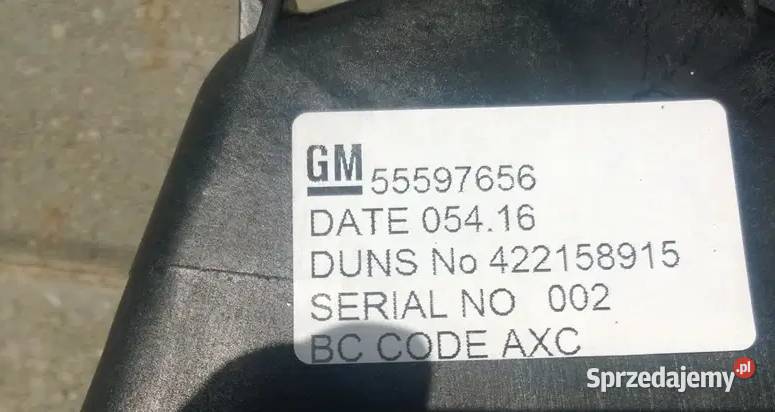 GM 55597656
DATE 054.16
DUNS No 422158915
SERIAL NO 002
BC CODE AXC
Sprzedajemy.pl